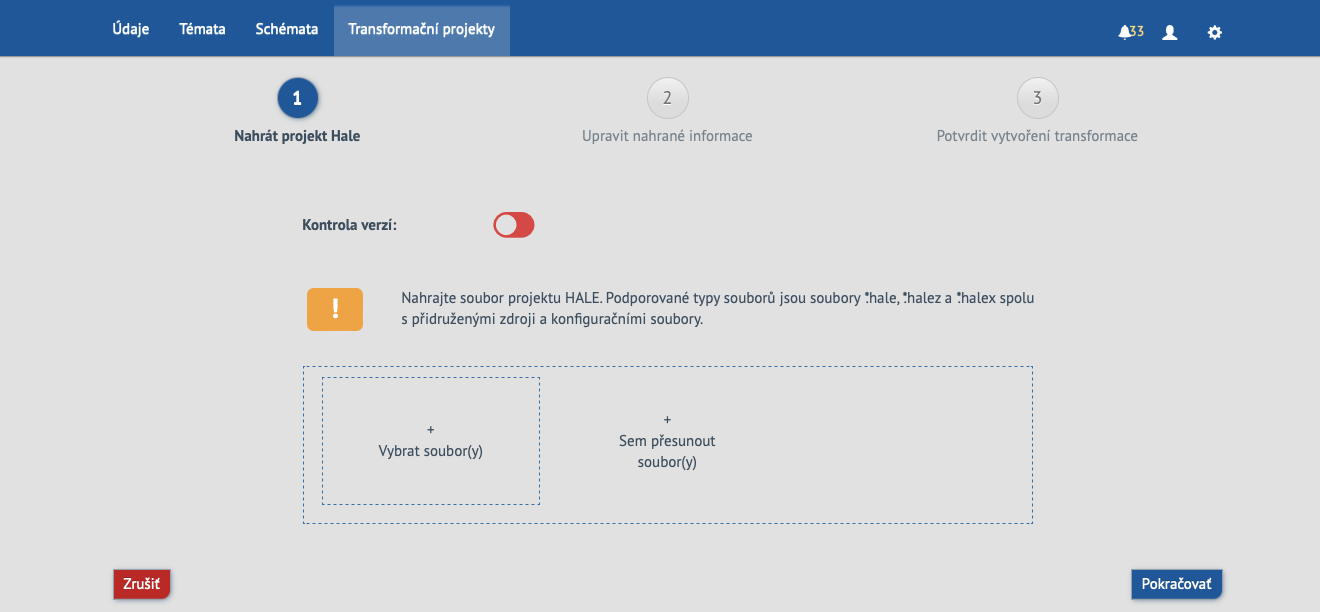 Údaje Témata Schémata Transformační projekty 33
1 2 3
Nahrát projekt Hale Upravit nahrané informace Potvrdit vytvoření transformace
Kontrola verzí:
!
Nahrajte soubor projektu HALE. Podporované typy souborů jsou soubory *.hale, *.halez a *.halex spolu
s přidruženými zdroji a konfiguračními soubory.
+
Vybrat soubor(y)
+
Sem přesunout
soubor(y)
Zrušiť Pokračovať